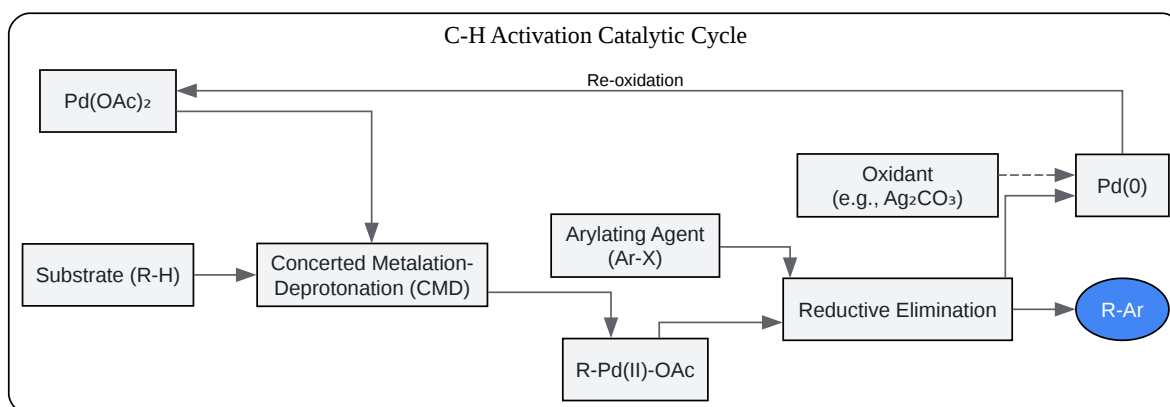 C-H Activation Catalytic Cycle
Re-oxidation
Pd(OAc)₂
Oxidant
(e.g., Ag₂CO₃)
Pd(0)
Arylating Agent
(Ar-X)
Substrate (R-H)
Concerted Metalation-
Deprotonation (CMD)
Reductive Elimination
R-Ar
R-Pd(II)-OAc